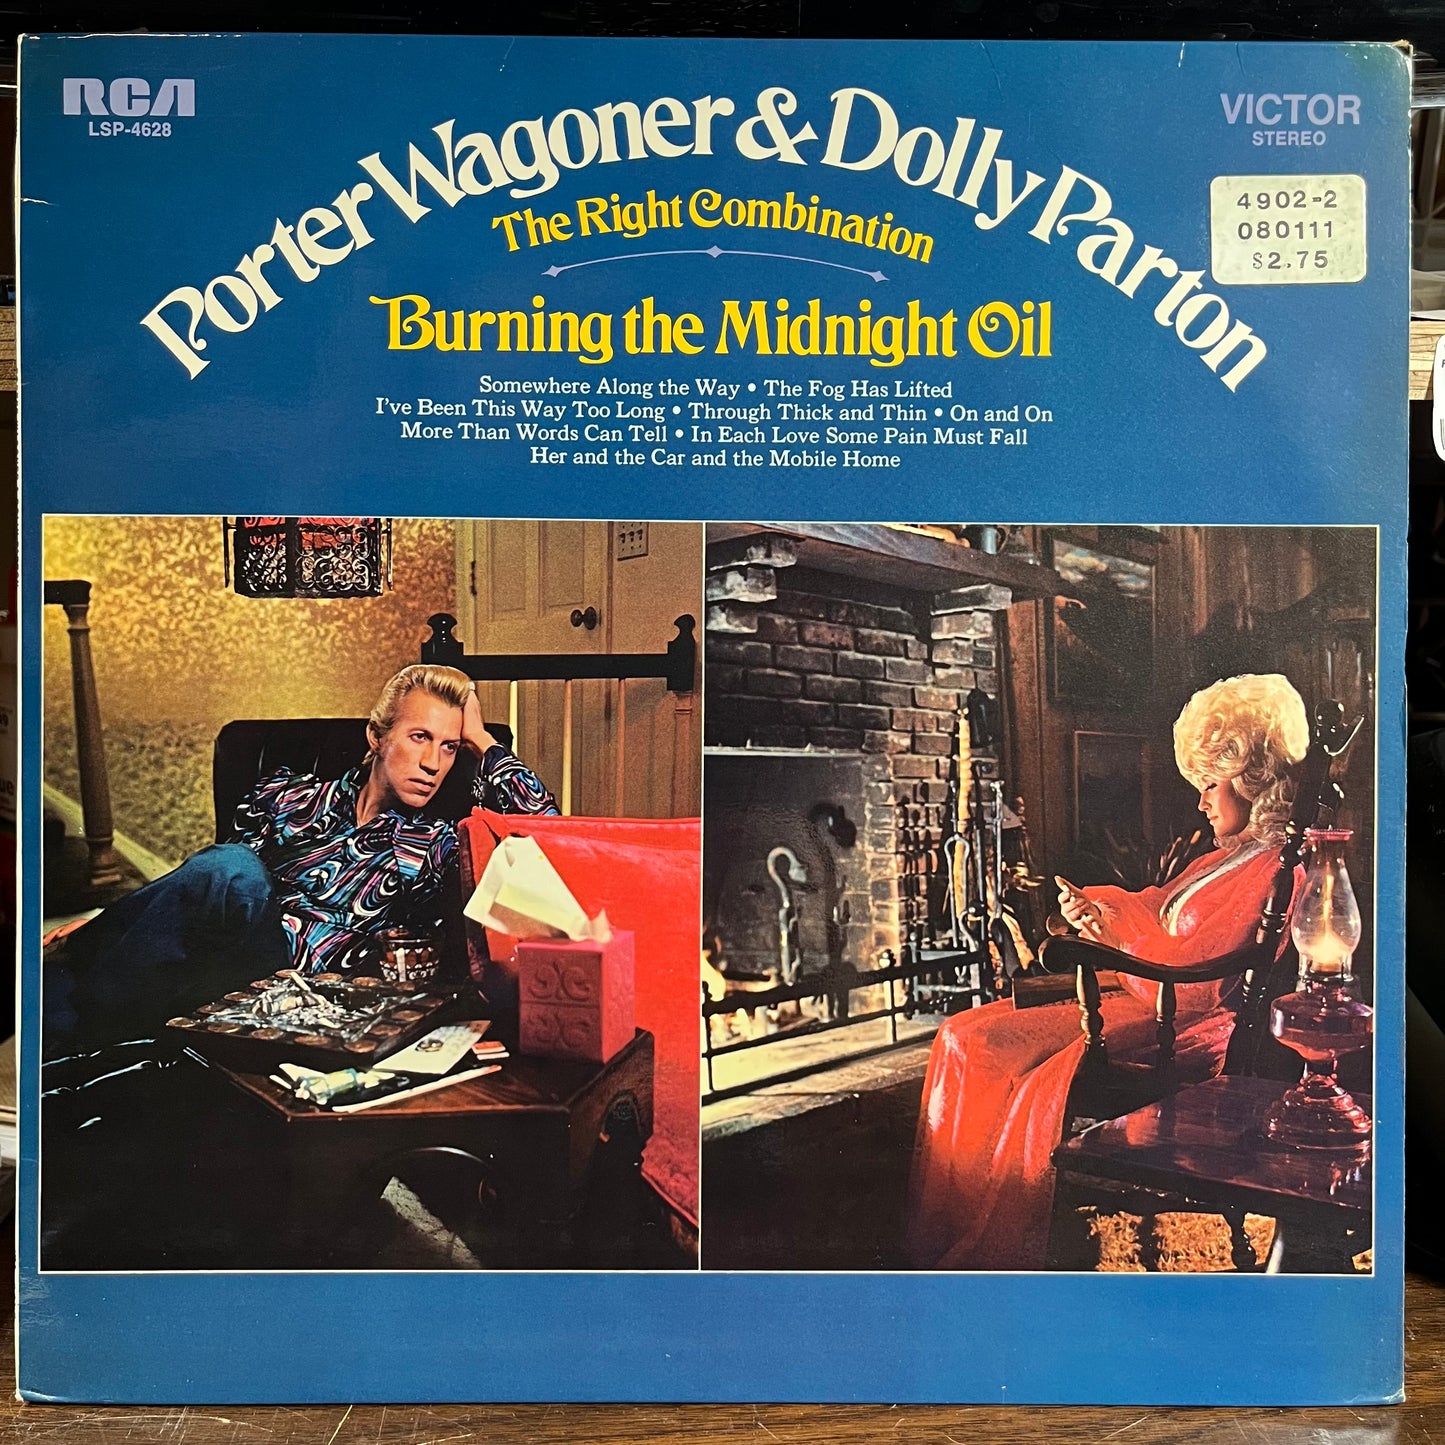 RCA
LSP-4628
VICTOR
STEREO
Porter Wagoner & Dolly Parton
The Right Combination
Burning the Midnight Oil
4902-2
080111
$2.75
Somewhere Along the Way • The Fog Has Lifted
I've Been This Way Too Long • Through Thick and Thin • On and On
More Than Words Can Tell • In Each Love Some Pain Must Fall
Her and the Car and the Mobile Home